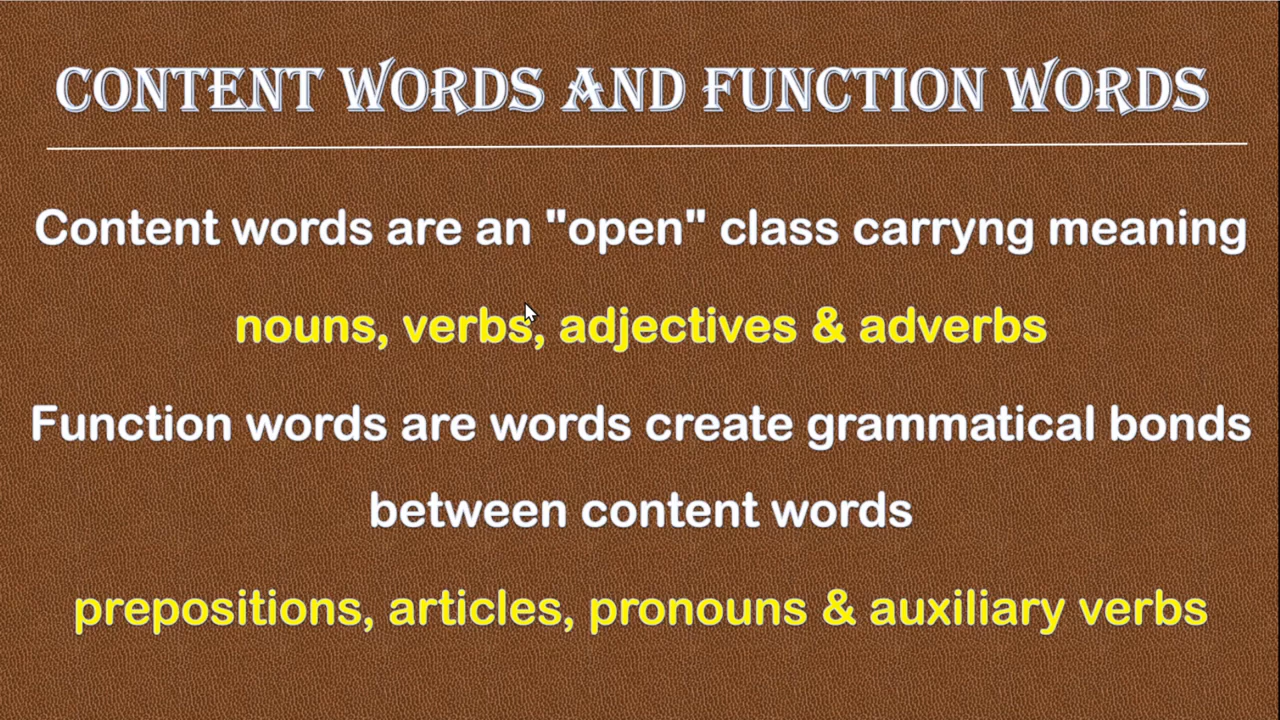 CONTENT WORDS AND FUNCTION WORDS
Content words are an "open" class carryng meaning
nouns, verbs, adjectives & adverbs
Function words are words create grammatical bonds
between content words
prepositions, articles, pronouns & auxiliary verbs